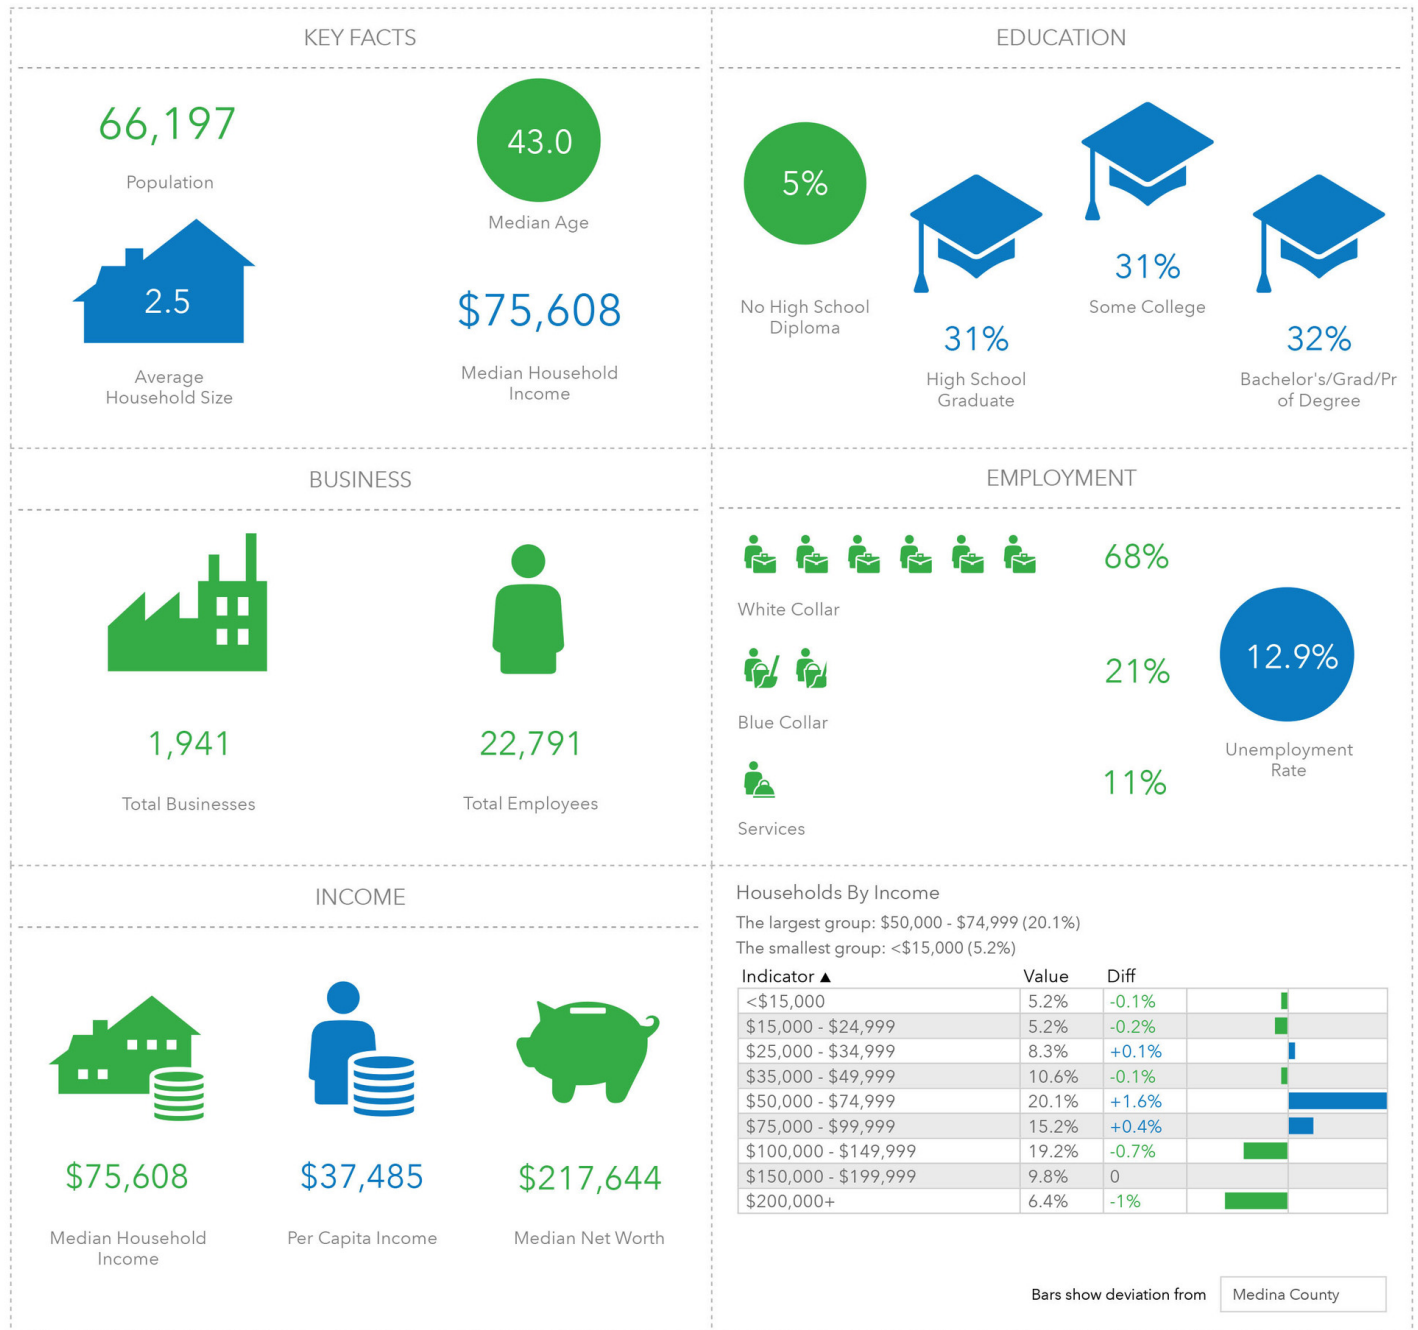 KEY FACTS
66,197
Population
43.0
Median Age
2.5
Average
Household Size
$75,608
Median Household
Income
EDUCATION
5%
No High School
Diploma
31%
High School
Graduate
31%
Some College
32%
Bachelor's/Grad/Pr
of Degree
BUSINESS
1,941
Total Businesses
22,791
Total Employees
EMPLOYMENT
68%
White Collar
21%
Blue Collar
11%
Services
12.9%
Unemployment
Rate
INCOME
$75,608
Median Household
Income
$37,485
Per Capita Income
$217,644
Median Net Worth
Households By Income
The largest group: $50,000 - $74,999 (20.1%)
The smallest group: <$15,000 (5.2%)
Indicator ▲ Value Diff
<$15,000 5.2% -0.1%
$15,000 - $24,999 5.2% -0.2%
$25,000 - $34,999 8.3% +0.1%
$35,000 - $49,999 10.6% -0.1%
$50,000 - $74,999 20.1% +1.6%
$75,000 - $99,999 15.2% +0.4%
$100,000 - $149,999 19.2% -0.7%
$150,000 - $199,999 9.8% 0
$200,000+ 6.4% -1%
Bars show deviation from Medina County